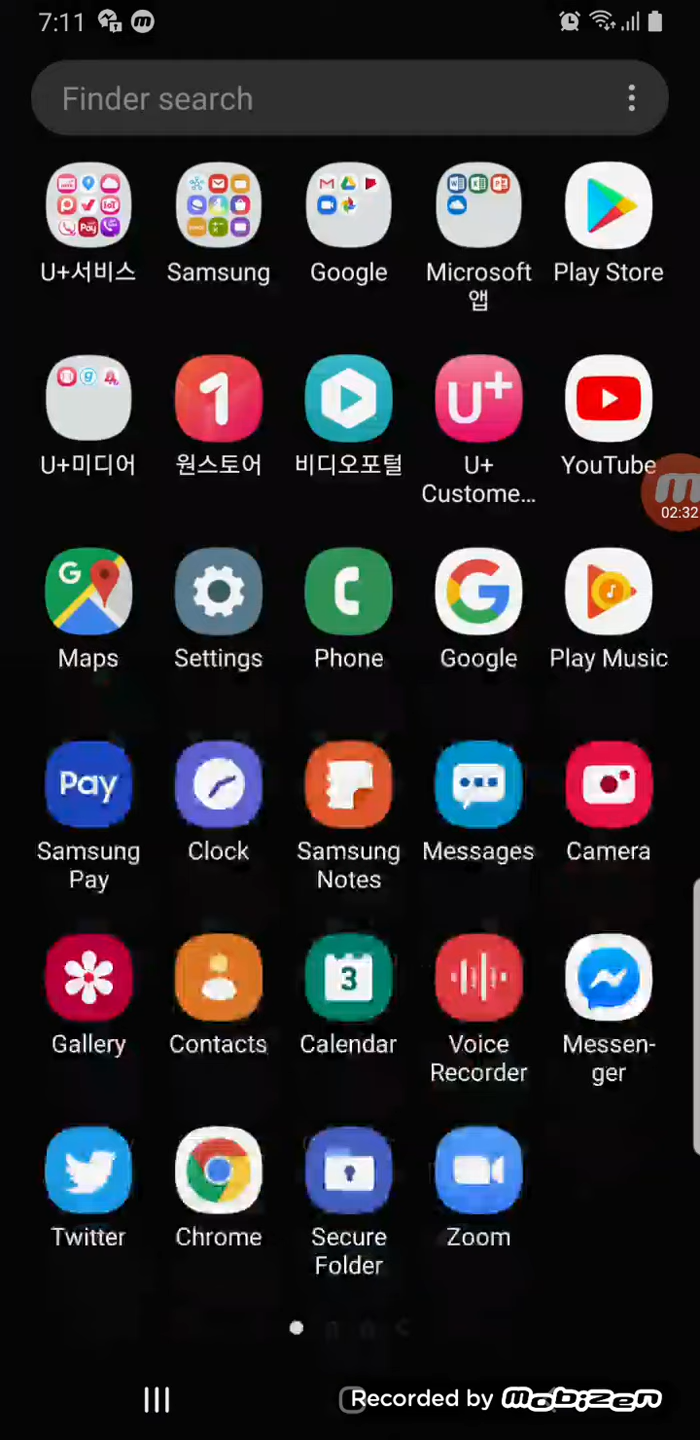 7:11
Finder search
U+서비스
Samsung
Google
Microsoft
앱
Play Store
U+미디어
원스토어
비디오포털
U+
Custome...
YouTube
02:32
Maps
Settings
Phone
Google
Play Music
Pay
Samsung
Pay
Clock
Samsung
Notes
Messages
Camera
Gallery
Contacts
3
Calendar
Voice
Recorder
Messen-
ger
Twitter
Chrome
Secure
Folder
Zoom
Recorded by mobizen